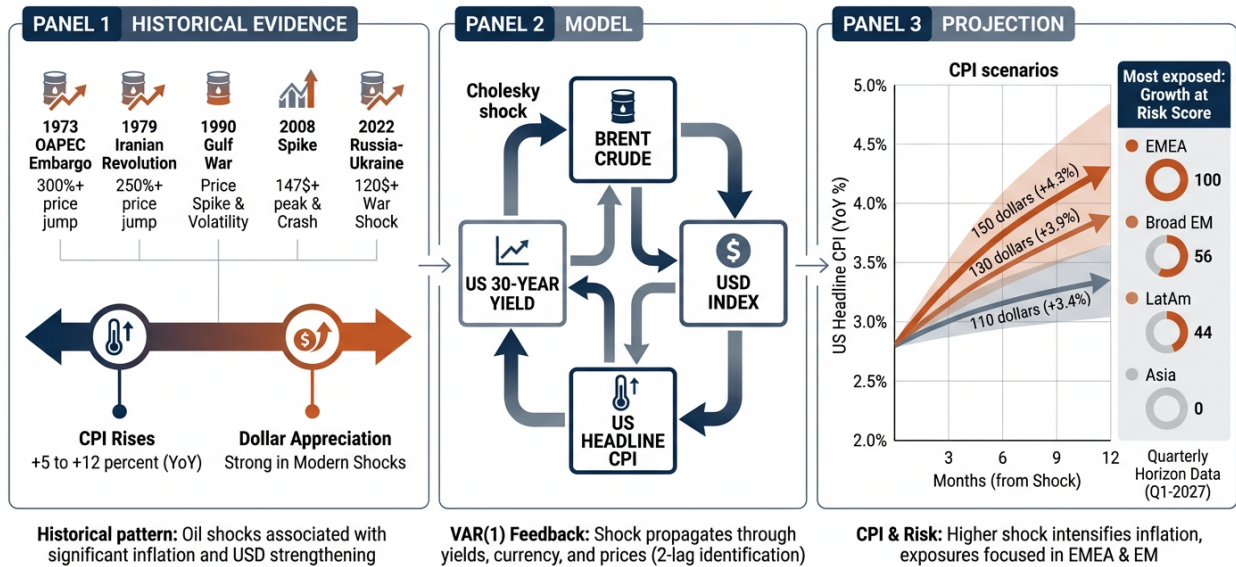 PANEL 1 HISTORICAL EVIDENCE
1973
OAPEC
Embargo
300%+
price
jump
1979
Iranian
Revolution
250%+
price
jump
1990
Gulf
War
Price
Spike &
Volatility
2008
Spike
147$+
peak &
Crash
2022
Russia-
Ukraine
120$+
War
Shock
$
CPI Rises
+5 to +12 percent (YoY)
Dollar Appreciation
Strong in Modern Shocks
Historical pattern: Oil shocks associated with
significant inflation and USD strengthening
PANEL 2 MODEL
Cholesky
shock
BRENT
CRUDE
US 30-YEAR
YIELD
$
USD
INDEX
US
HEADLINE
CPI
VAR(1) Feedback: Shock propagates through
yields, currency, and prices (2-lag identification)
PANEL 3 PROJECTION
CPI scenarios
US Headline CPI (YoY %)
5.0%
4.5%
4.0%
3.5%
3.0%
2.5%
2.0%
150 dollars (+4.3%)
130 dollars (+3.9%)
110 dollars (+3.4%)
3 6 9 12
Months (from Shock)
Most exposed:
Growth at
Risk Score
EMEA
100
Broad EM
56
LatAm
44
Asia
0
Quarterly
Horizon Data
(Q1-2027)
CPI & Risk: Higher shock intensifies inflation,
exposures focused in EMEA & EM